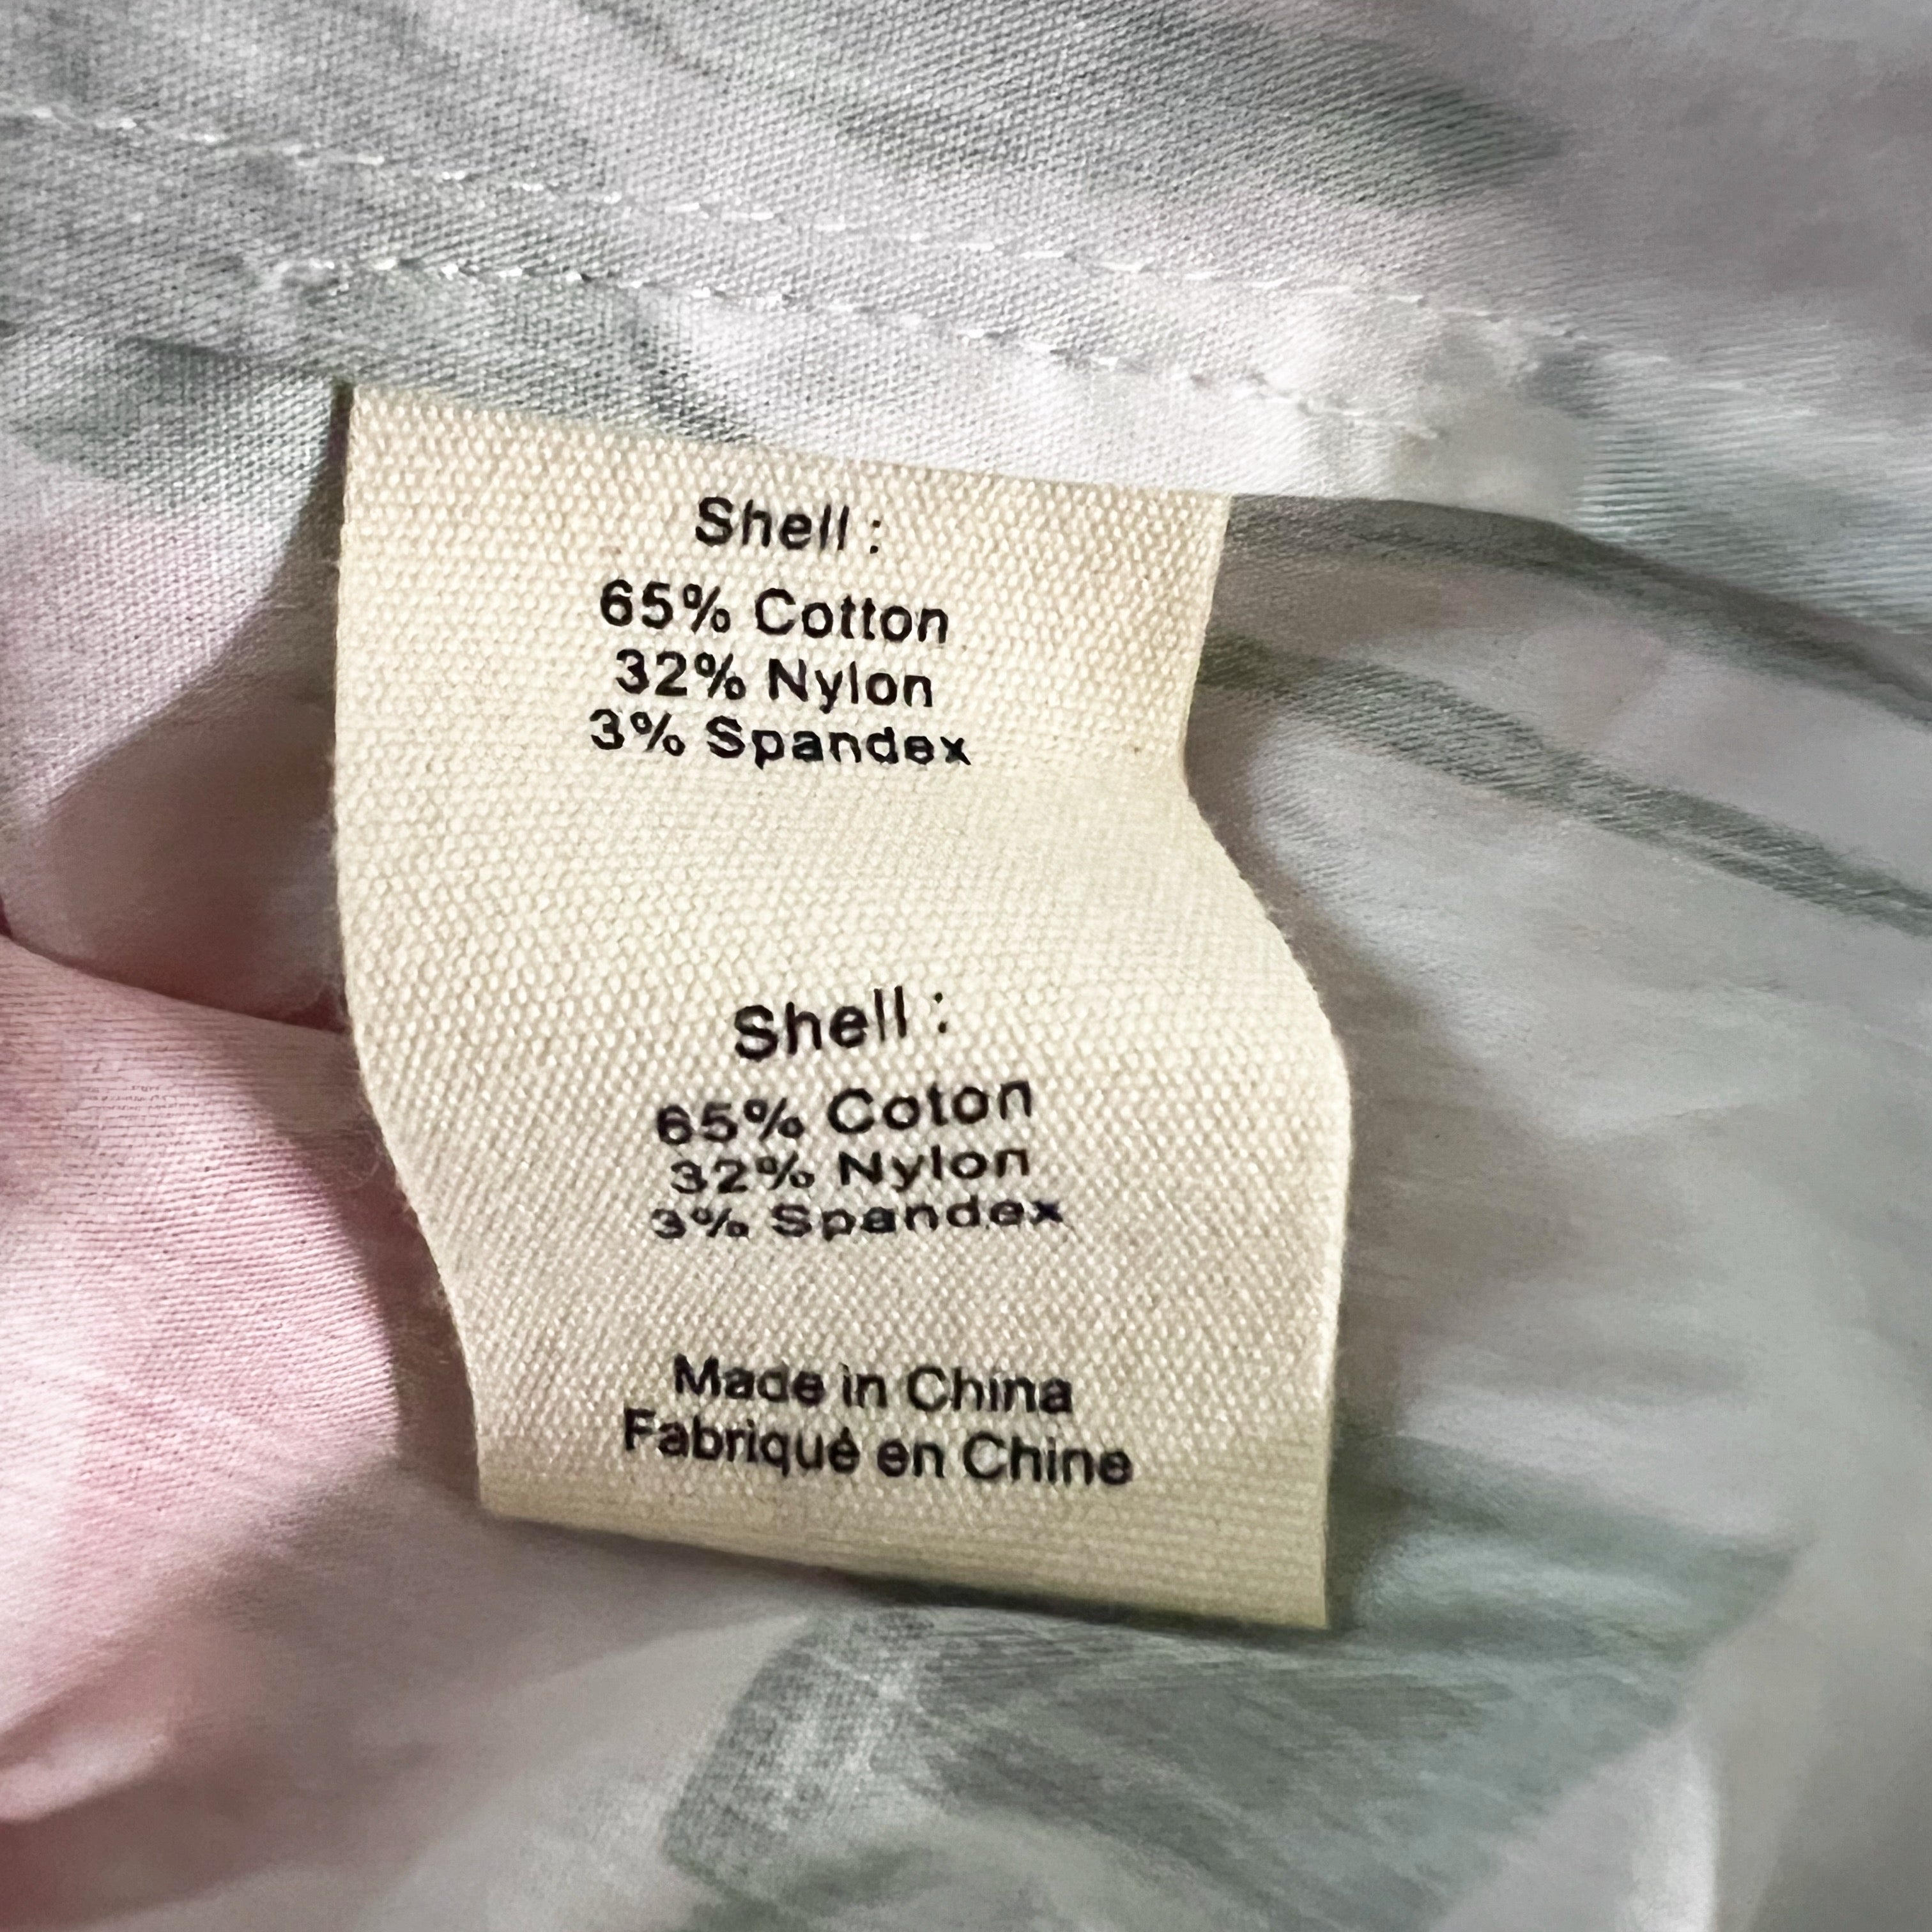 Shell :
65% Cotton
32% Nylon
3% Spandex
Shell :
65% Coton
32% Nylon
3% Spandex
Made in China
Fabriqué en Chine